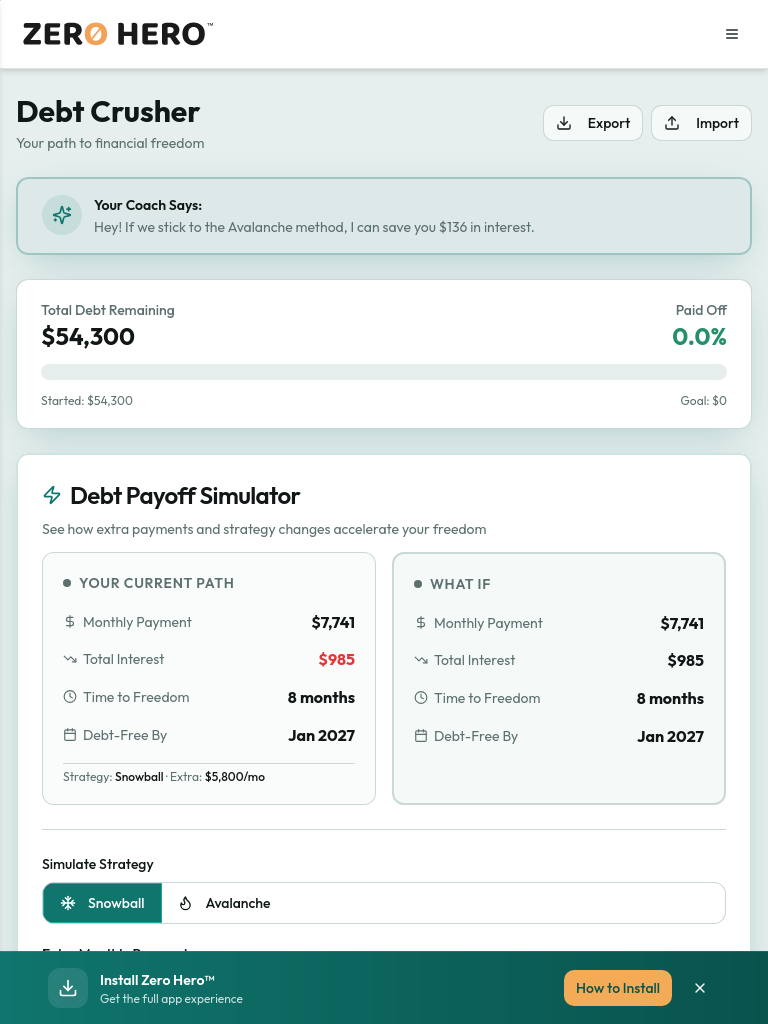 ZERO HERO™
Debt Crusher
Your path to financial freedom
Export
Import
Your Coach Says:
Hey! If we stick to the Avalanche method, I can save you $136 in interest.
Total Debt Remaining
Paid Off
$54,300
0.0%
Started: $54,300
Goal: $0
Debt Payoff Simulator
See how extra payments and strategy changes accelerate your freedom
YOUR CURRENT PATH
Monthly Payment $7,741
Total Interest $985
Time to Freedom 8 months
Debt-Free By Jan 2027
Strategy: Snowball · Extra: $5,800/mo
WHAT IF
Monthly Payment $7,741
Total Interest $985
Time to Freedom 8 months
Debt-Free By Jan 2027
Simulate Strategy
Snowball
Avalanche
Install Zero Hero™
Get the full app experience
How to Install